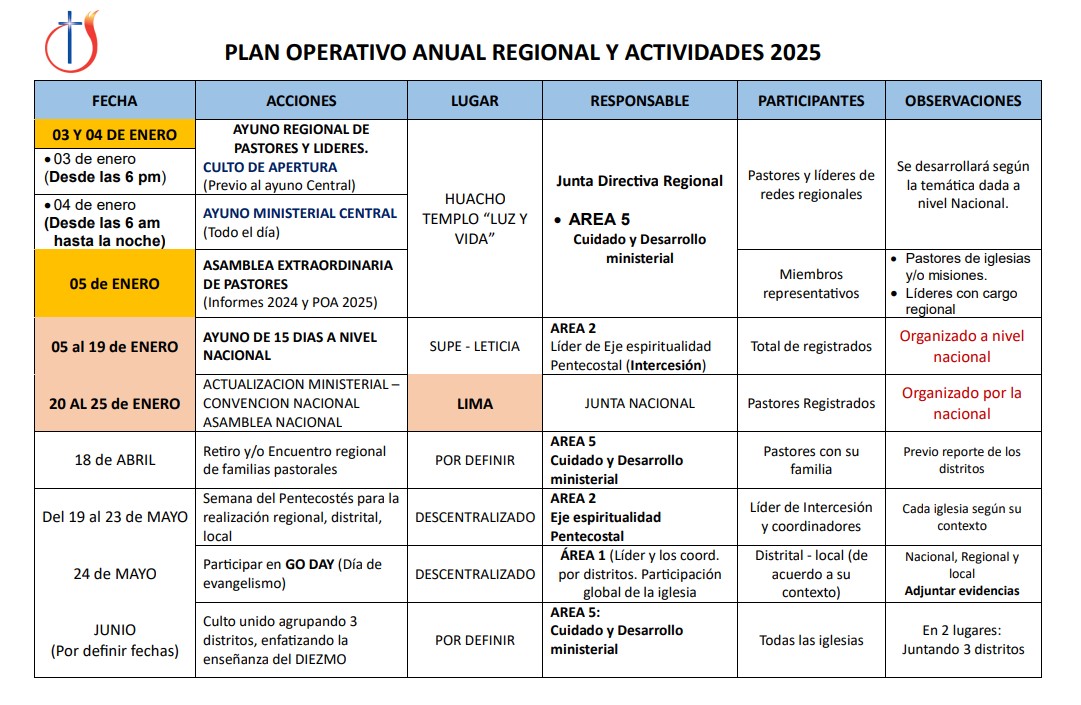 PLAN OPERATIVO ANUAL REGIONAL Y ACTIVIDADES 2025
FECHA
ACCIONES
LUGAR
RESPONSABLE
PARTICIPANTES
OBSERVACIONES
03 Y 04 DE ENERO
• 03 de enero
(Desde las 6 pm)
• 04 de enero
(Desde las 6 am
hasta la noche)
AYUNO REGIONAL DE
PASTORES Y LIDERES.
CULTO DE APERTURA
(Previo al ayuno Central)
AYUNO MINISTERIAL CENTRAL
(Todo el día)
HUACHO
TEMPLO “LUZ Y
VIDA”
Junta Directiva Regional
• AREA 5
Cuidado y Desarrollo
ministerial
Pastores y líderes de
redes regionales
Se desarrollará según
la temática dada a
nivel Nacional.
05 de ENERO
ASAMBLEA EXTRAORDINARIA
DE PASTORES
(Informes 2024 y POA 2025)
Miembros
representativos
• Pastores de iglesias
y/o misiones.
• Líderes con cargo
regional
05 al 19 de ENERO
AYUNO DE 15 DIAS A NIVEL
NACIONAL
SUPE - LETICIA
AREA 2
Líder de Eje espiritualidad
Pentecostal (Intercesión)
Total de registrados
Organizado a nivel
nacional
20 AL 25 de ENERO
ACTUALIZACION MINISTERIAL –
CONVENCION NACIONAL
ASAMBLEA NACIONAL
LIMA
JUNTA NACIONAL
Pastores Registrados
Organizado por la
nacional
18 de ABRIL
Retiro y/o Encuentro regional
de familias pastorales
POR DEFINIR
AREA 5
Cuidado y Desarrollo
ministerial
Pastores con su
familia
Previo reporte de los
distritos
Del 19 al 23 de MAYO
Semana del Pentecostés para la
realización regional, distrital,
local
DESCENTRALIZADO
AREA 2
Eje espiritualidad
Pentecostal
Líder de Intercesión
y coordinadores
Cada iglesia según su
contexto
24 de MAYO
Participar en GO DAY (Día de
evangelismo)
DESCENTRALIZADO
ÁREA 1 (Líder y los coord.
por distritos. Participación
global de la iglesia
Distrital - local (de
acuerdo a su
contexto)
Nacional, Regional y
local
Adjuntar evidencias
JUNIO
(Por definir fechas)
Culto unido agrupando 3
distritos, enfatizando la
enseñanza del DIEZMO
POR DEFINIR
AREA 5:
Cuidado y Desarrollo
ministerial
Todas las iglesias
En 2 lugares:
Juntando 3 distritos